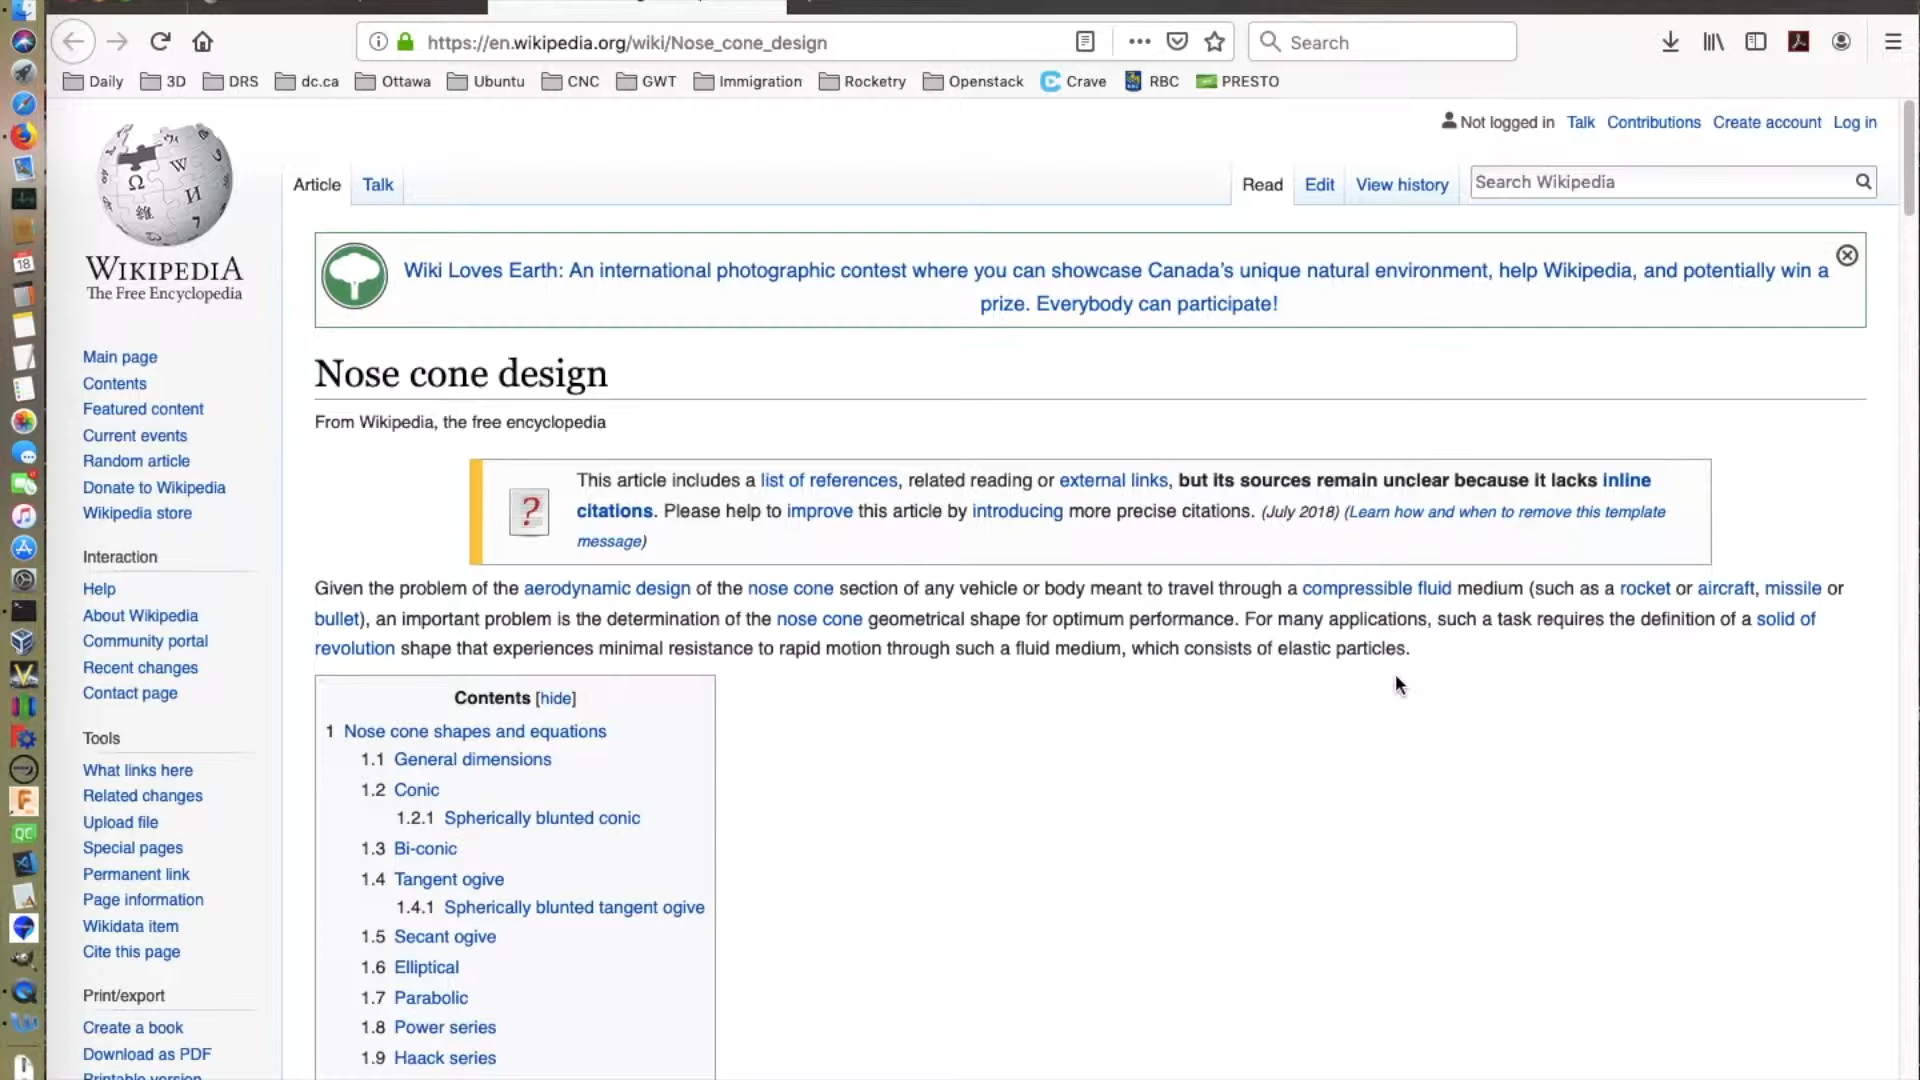 https://en.wikipedia.org/wiki/Nose_cone_design
Search
Daily 3D DRS dc.ca Ottawa Ubuntu CNC GWT Immigration Rocketry Openstack Crave RBC PRESTO
Not logged in Talk Contributions Create account Log in
Article Talk Read Edit View history Search Wikipedia
WIKIPEDIA
The Free Encyclopedia
Wiki Loves Earth: An international photographic contest where you can showcase Canada's unique natural environment, help Wikipedia, and potentially win a
prize. Everybody can participate!
Main page
Contents
Featured content
Current events
Random article
Donate to Wikipedia
Wikipedia store
Interaction
Help
About Wikipedia
Community portal
Recent changes
Contact page
Tools
What links here
Related changes
Upload file
Special pages
Permanent link
Page information
Wikidata item
Cite this page
Print/export
Create a book
Download as PDF
Printable version
Nose cone design
From Wikipedia, the free encyclopedia
This article includes a list of references, related reading or external links, but its sources remain unclear because it lacks inline
citations. Please help to improve this article by introducing more precise citations. (July 2018) (Learn how and when to remove this template
message)
Given the problem of the aerodynamic design of the nose cone section of any vehicle or body meant to travel through a compressible fluid medium (such as a rocket or aircraft, missile or
bullet), an important problem is the determination of the nose cone geometrical shape for optimum performance. For many applications, such a task requires the definition of a solid of
revolution shape that experiences minimal resistance to rapid motion through such a fluid medium, which consists of elastic particles.
Contents [hide]
1 Nose cone shapes and equations
1.1 General dimensions
1.2 Conic
1.2.1 Spherically blunted conic
1.3 Bi-conic
1.4 Tangent ogive
1.4.1 Spherically blunted tangent ogive
1.5 Secant ogive
1.6 Elliptical
1.7 Parabolic
1.8 Power series
1.9 Haack series
18
QC